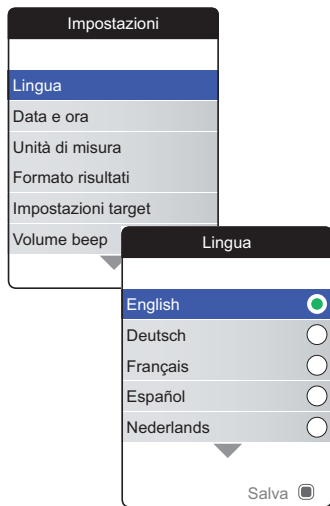 Impostazioni
Lingua
Data e ora
Unità di misura
Formato risultati
Impostazioni target
Volume beep
Lingua
English
Deutsch
Français
Español
Nederlands
Salva